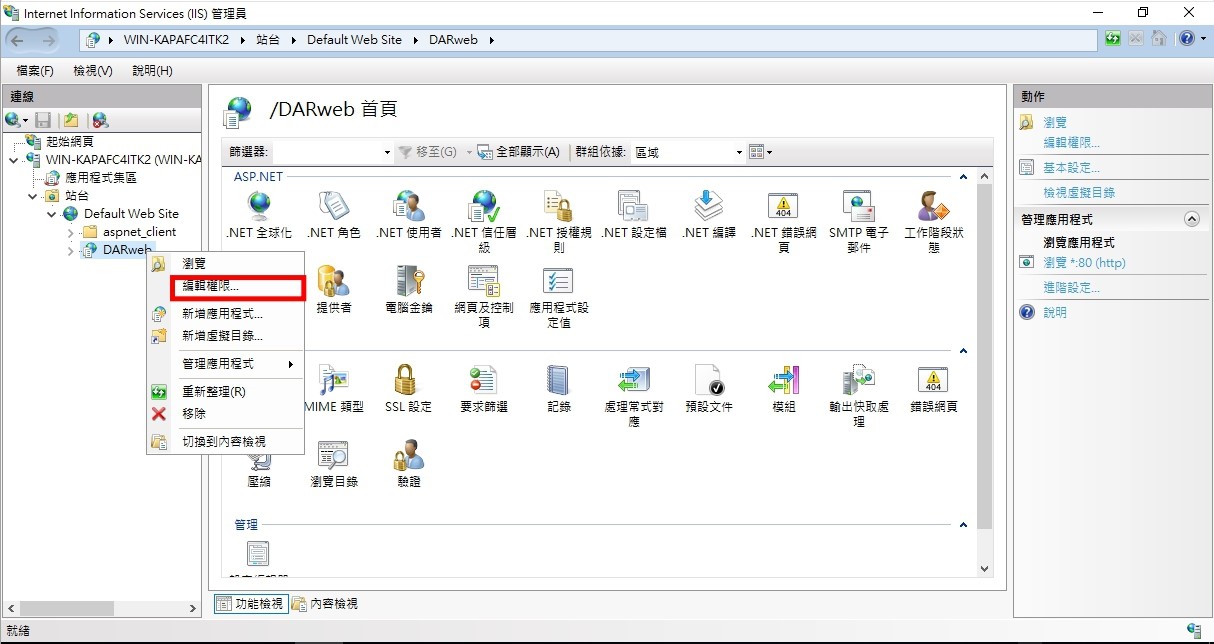 Internet Information Services (IIS) 管理員
WIN-KAPAFC4ITK2 站台 Default Web Site DARweb
檔案(F) 檢視(V) 說明(H)
連線
起始網頁
WIN-KAPAFC4ITK2 (WIN-KA
應用程式集區
站台
Default Web Site
aspnet_client
DARweb
瀏覽
編輯權限...
新增應用程式...
新增虛擬目錄...
管理應用程式
重新整理(R)
移除
切換到內容檢視
/DARweb 首頁
篩選器: 移至(G) 全部顯示(A) 群組依據: 區域
ASP.NET
.NET 全球化 .NET 角色 .NET 使用者 .NET 信任層 .NET 授權規 .NET 設定檔 .NET 編譯 .NET 錯誤網 SMTP 電子 工作階段狀
級 則 頁 郵件 態
提供者 電腦金鑰 網頁及控制 應用程式設
項 定值
MIME 類型 SSL 設定 要求篩選 記錄 處理常式對 預設文件 模組 輸出快取處 錯誤網頁
應 理
壓縮 瀏覽目錄 驗證
管理
功能檢視 內容檢視
動作
瀏覽
編輯權限...
基本設定...
檢視虛擬目錄
管理應用程式
瀏覽應用程式
瀏覽 *:80 (http)
進階設定...
說明
就緒